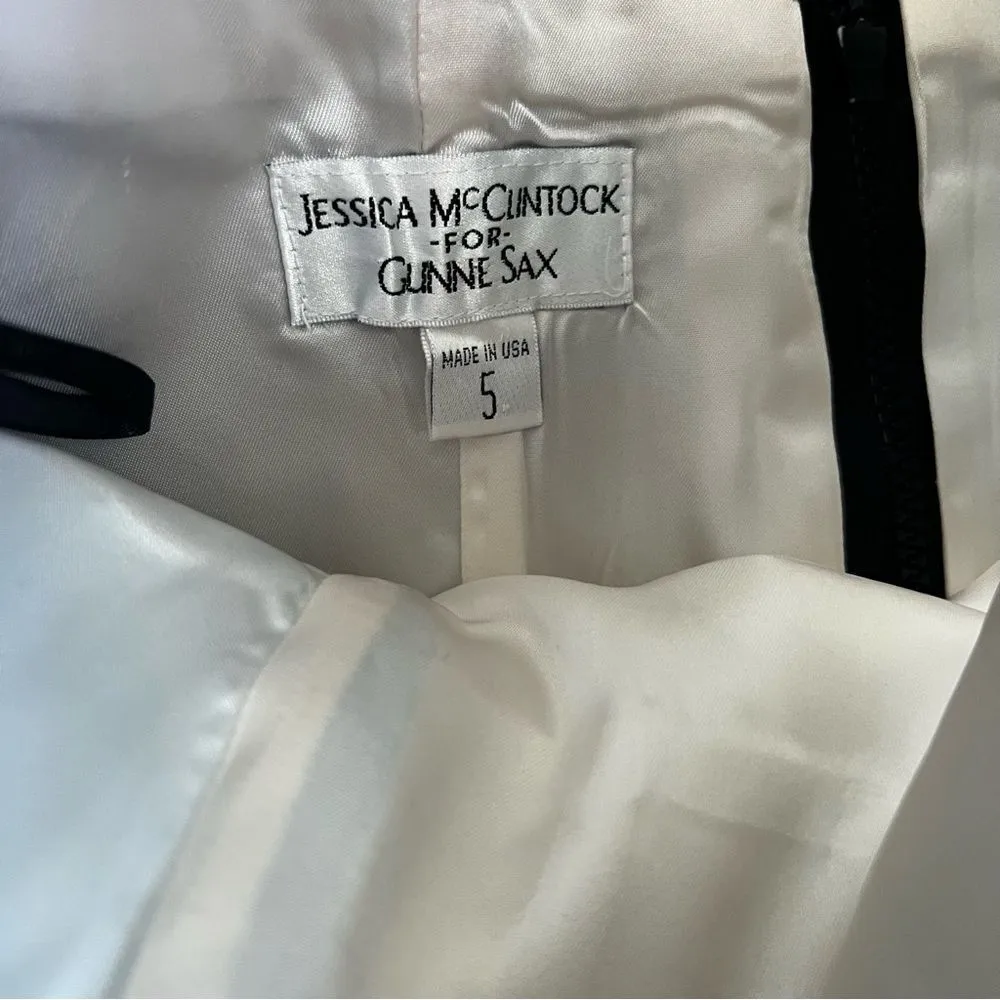 JESSICA MCCLINTOCK
-FOR-
GUNNE SAX
MADE IN USA
5